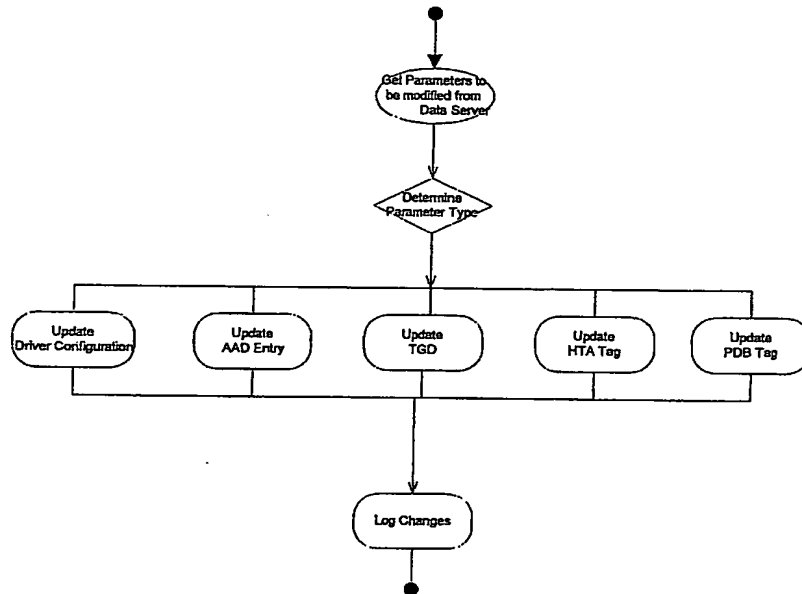 Get Parameters to
be modified from
Data Server
Determine
Parameter Type
Update
Driver Configuration
Update
AAD Entry
Update
TGD
Update
HTA Tag
Update
PDB Tag
Log Changes